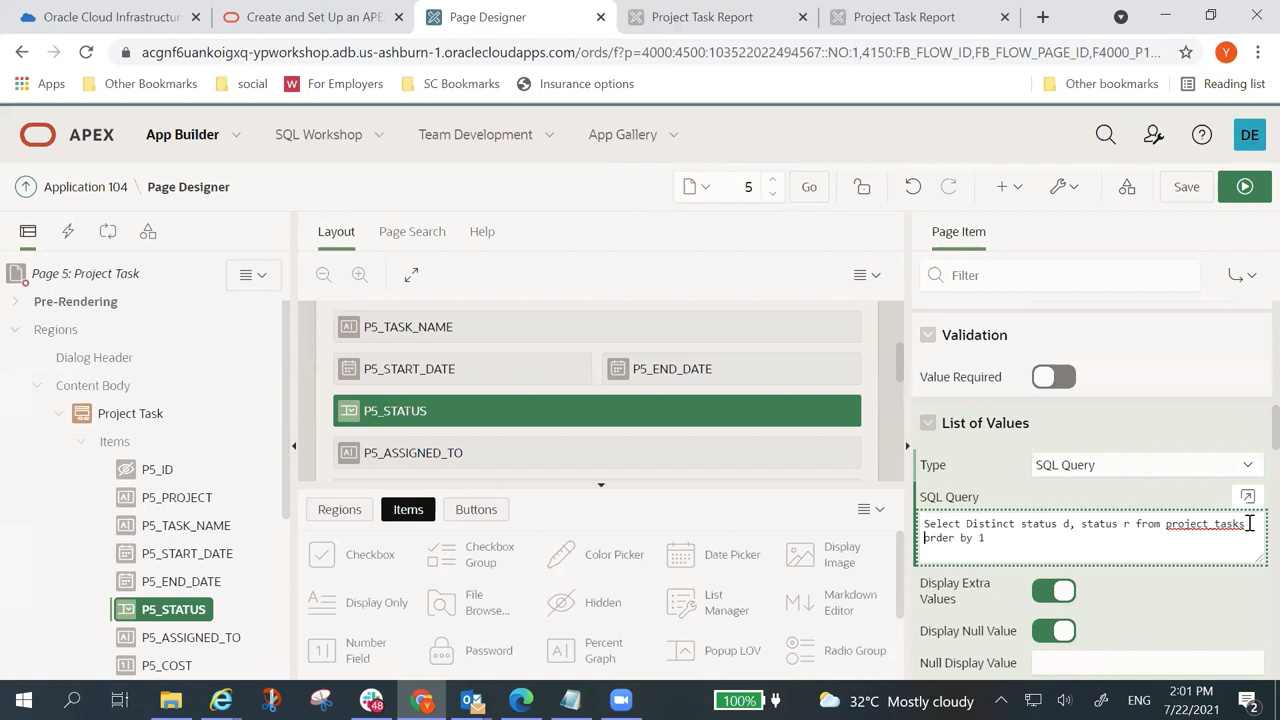 Oracle Cloud Infrastructure
Create and Set Up an APEX
Page Designer
Project Task Report
Project Task Report
acgnf6uankoigxq-ypworkshop.adb.us-ashburn-1.oraclecloudapps.com/ords/f?p=4000:4500:103522022494567::NO:1,4150:FB_FLOW_ID,FB_FLOW_PAGE_ID,F4000_P1...
Y
Apps
Other Bookmarks
social
W For Employers
SC Bookmarks
Insurance options
Other bookmarks
Reading list
APEX
App Builder
SQL Workshop
Team Development
App Gallery
DE
Application 104
Page Designer
5
Go
Save
Layout
Page Search
Help
Page Item
Page 5: Project Task
Filter
Pre-Rendering
Regions
Dialog Header
Content Body
Project Task
Items
P5_ID
P5_PROJECT
P5_TASK_NAME
P5_START_DATE
P5_END_DATE
P5_STATUS
P5_ASSIGNED_TO
P5_COST
P5_TASK_NAME
P5_START_DATE
P5_END_DATE
P5_STATUS
P5_ASSIGNED_TO
Regions
Items
Buttons
Checkbox
Checkbox
Group
Color Picker
Date Picker
Display
Image
Display Only
File
Browse...
Hidden
List
Manager
Markdown
Editor
Number
Field
Password
Percent
Graph
Popup LOV
Radio Group
Validation
Value Required
List of Values
Type
SQL Query
SQL Query
Select Distinct status d, status r from project_tasks
order by 1
Display Extra
Values
Display Null Value
Null Display Value
48
Y
100%
32°C Mostly cloudy
ENG
2:01 PM
7/22/2021
2